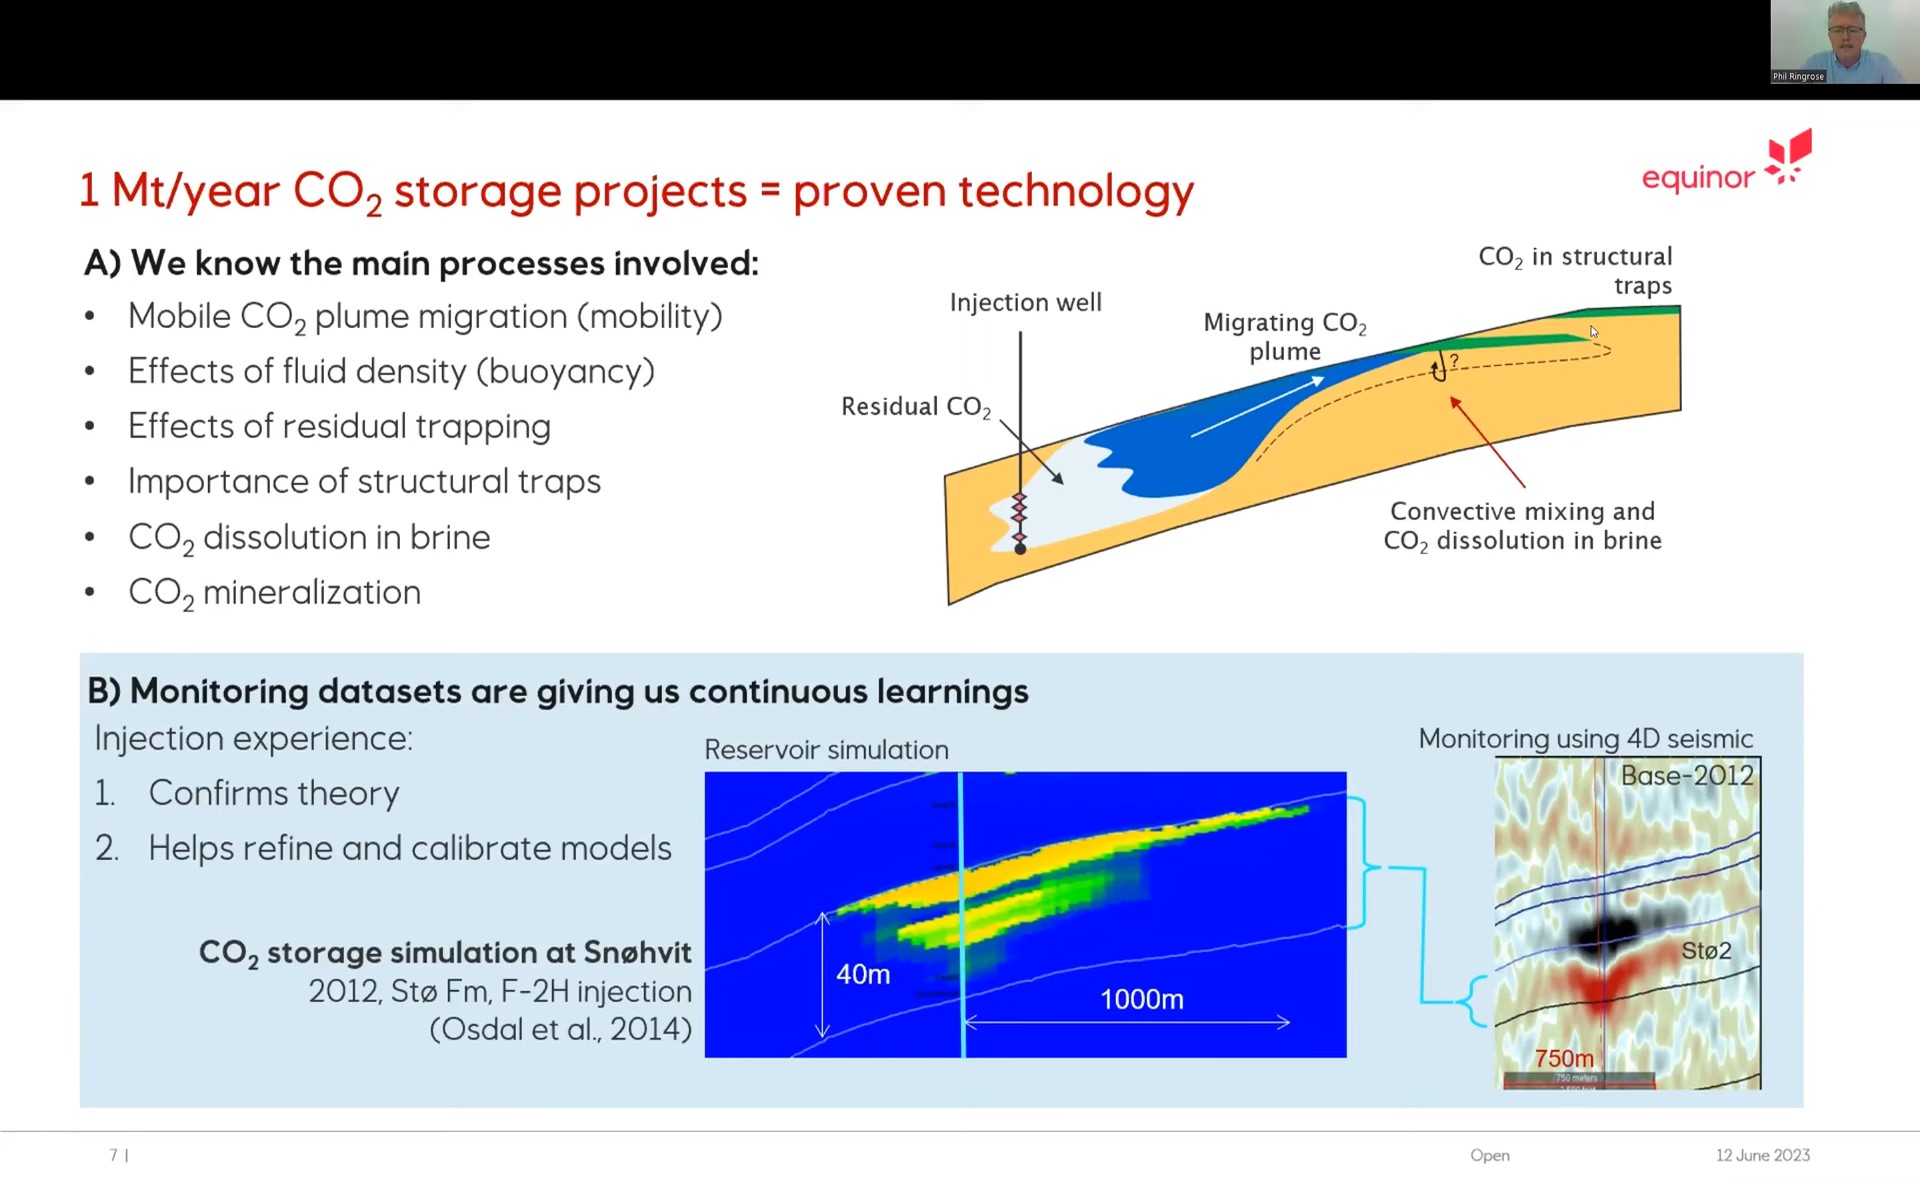 Phil Ringrose
equinor
1 Mt/year CO₂ storage projects = proven technology
A) We know the main processes involved:
• Mobile CO₂ plume migration (mobility)
• Effects of fluid density (buoyancy)
• Effects of residual trapping
• Importance of structural traps
• CO₂ dissolution in brine
• CO₂ mineralization
CO₂ in structural
traps
Injection well
Migrating CO₂
plume
Residual CO₂
?
Convective mixing and
CO₂ dissolution in brine
B) Monitoring datasets are giving us continuous learnings
Injection experience:
1. Confirms theory
2. Helps refine and calibrate models
CO₂ storage simulation at Snøhvit
2012, Stø Fm, F-2H injection
(Osdal et al., 2014)
Reservoir simulation
40m
1000m
Monitoring using 4D seismic
Base-2012
Stø2
750m
750 meters
7 |
Open
12 June 2023